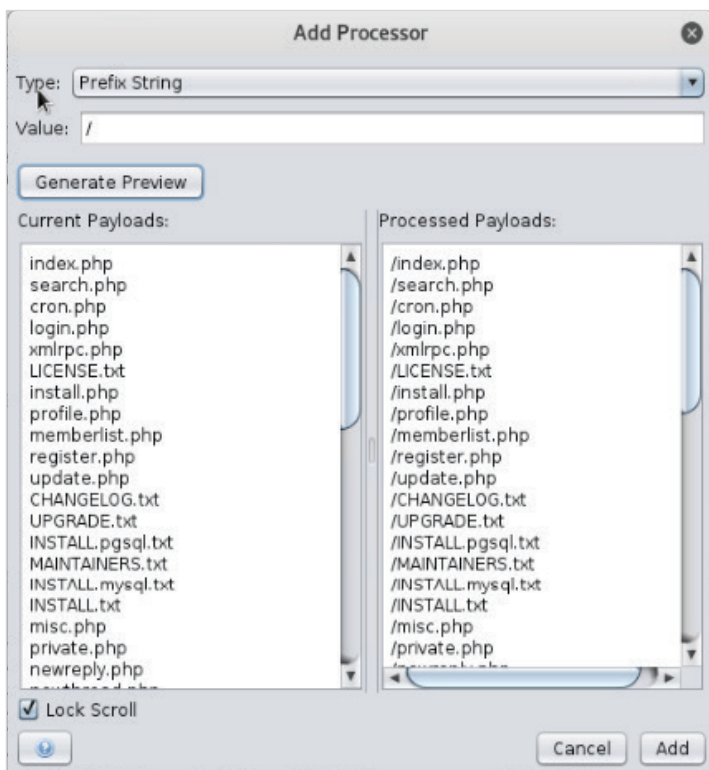 Add Processor
Type: Prefix String
Value: /
Generate Preview
Current Payloads:
index.php
search.php
cron.php
login.php
xmlrpc.php
LICENSE.txt
install.php
profile.php
memberlist.php
register.php
update.php
CHANGELOG.txt
UPGRADE.txt
INSTALL.pgsql.txt
MAINTAINERS.txt
INSTALL.mysql.txt
INSTALL.txt
misc.php
private.php
newreply.php
Processed Payloads:
/index.php
/search.php
/cron.php
/login.php
/xmlrpc.php
/LICENSE.txt
/install.php
/profile.php
/memberlist.php
/register.php
/update.php
/CHANGELOG.txt
/UPGRADE.txt
/INSTALL.pgsql.txt
/MAINTAINERS.txt
/INSTALL.mysql.txt
/INSTALL.txt
/misc.php
/private.php
Lock Scroll
Cancel
Add